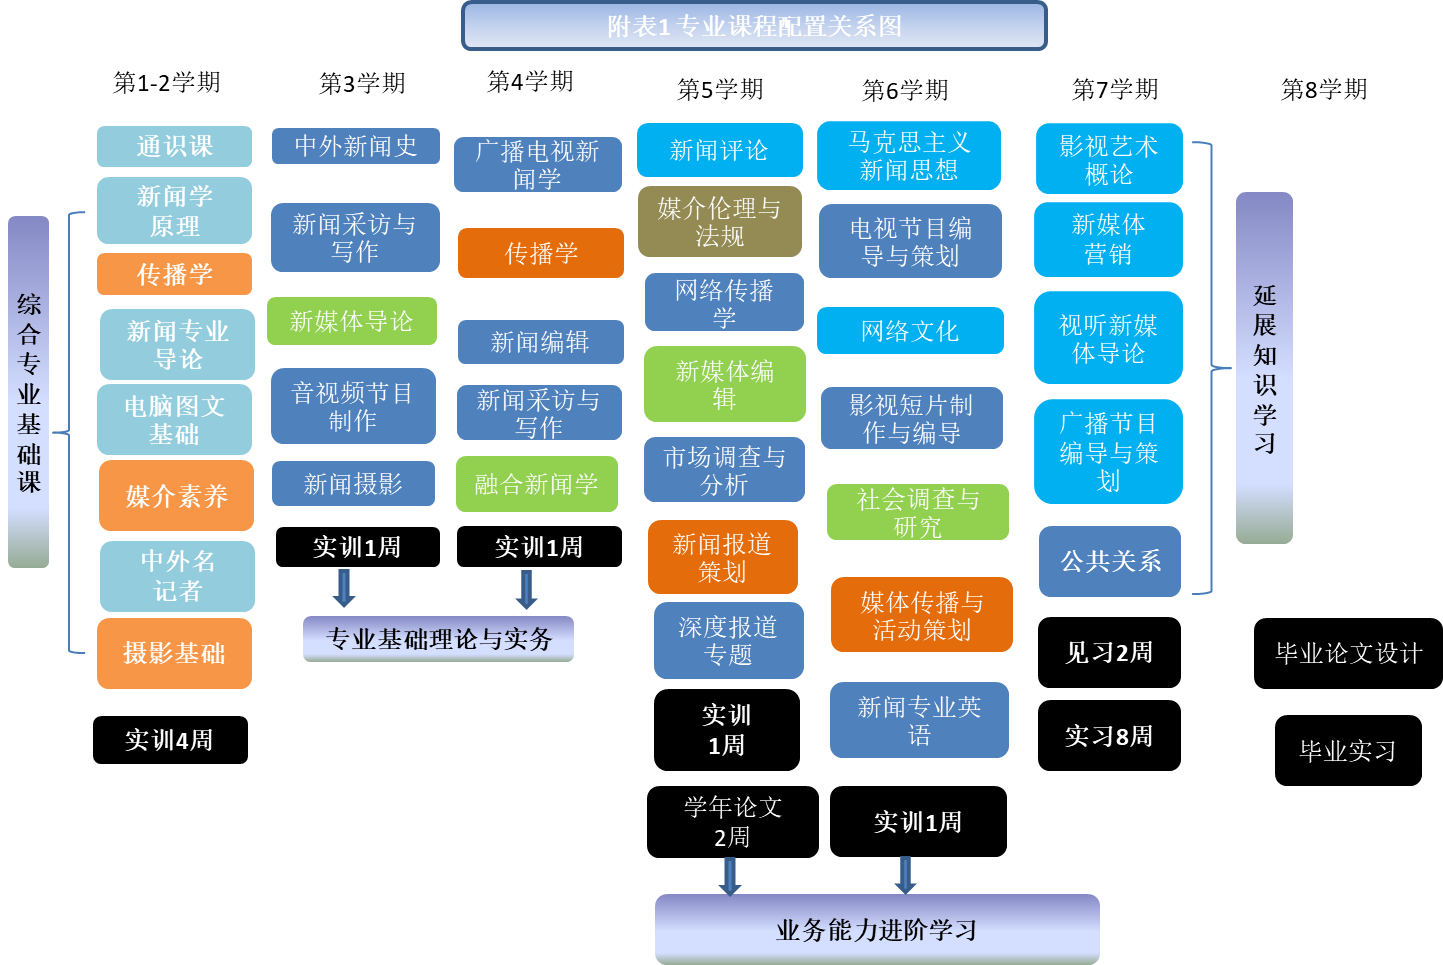 附表1 专业课程配置关系图
第1-2学期
第3学期
第4学期
第5学期
第6学期
第7学期
第8学期
综
合
专
业
基
础
课
通识课
新闻学
原理
传播学
新闻专业
导论
电脑图文
基础
媒介素养
中外名
记者
摄影基础
实训4周
中外新闻史
新闻采访与
写作
新媒体导论
音视频节目
制作
新闻摄影
实训1周
广播电视新
闻学
传播学
新闻编辑
新闻采访与
写作
融合新闻学
实训1周
专业基础理论与实务
新闻评论
媒介伦理与
法规
网络传播
学
新媒体编
辑
市场调查与
分析
新闻报道
策划
深度报道
专题
实训
1周
学年论文
2周
马克思主义
新闻思想
电视节目编
导与策划
网络文化
影视短片制
作与编导
社会调查与
研究
媒体传播与
活动策划
新闻专业英
语
实训1周
业务能力进阶学习
影视艺术
概论
新媒体
营销
视听新媒
体导论
广播节目
编导与策
划
公共关系
见习2周
实习8周
延
展
知
识
学
习
毕业论文设计
毕业实习